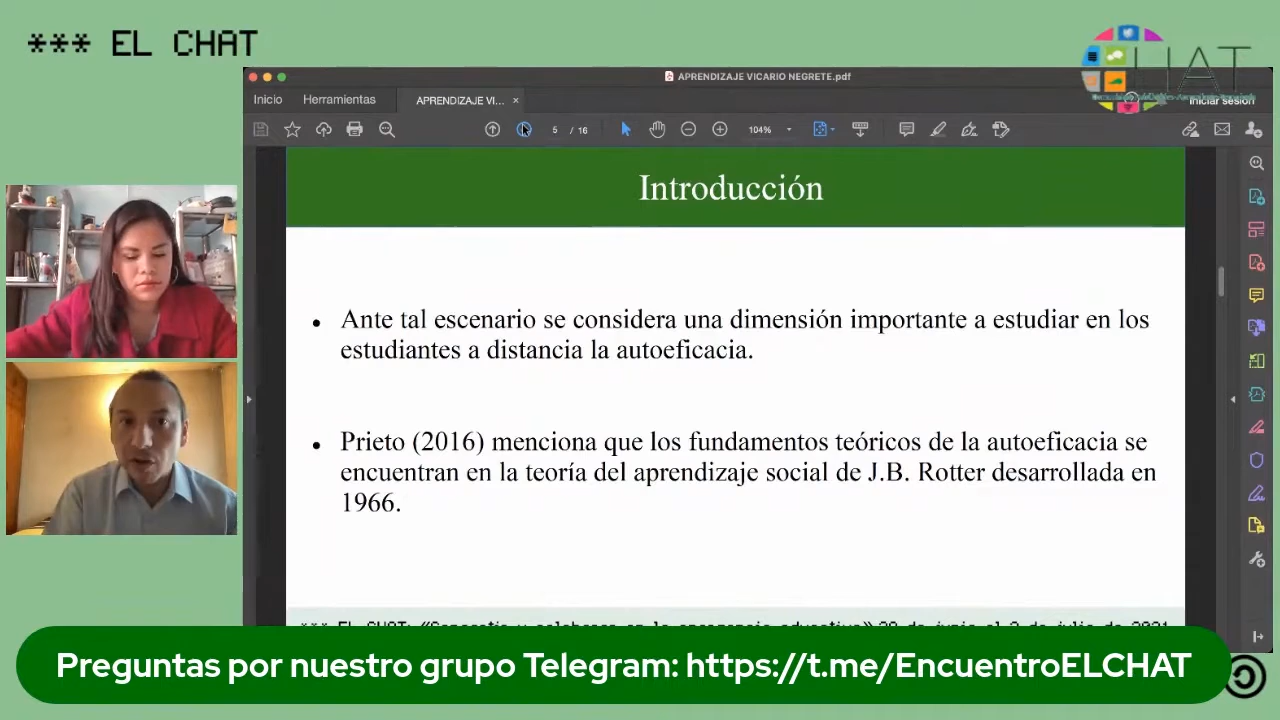 *** EL CHAT
APRENDIZAJE VICARIO NEGRETE.pdf
Inicio
Herramientas
APRENDIZAJE VI... ×
Iniciar sesión
5 / 16
104%
Introducción
• Ante tal escenario se considera una dimensión importante a estudiar en los
estudiantes a distancia la autoeficacia.
• Prieto (2016) menciona que los fundamentos teóricos de la autoeficacia se
encuentran en la teoría del aprendizaje social de J.B. Rotter desarrollada en
1966.
Preguntas por nuestro grupo Telegram: https://t.me/EncuentroELCHAT